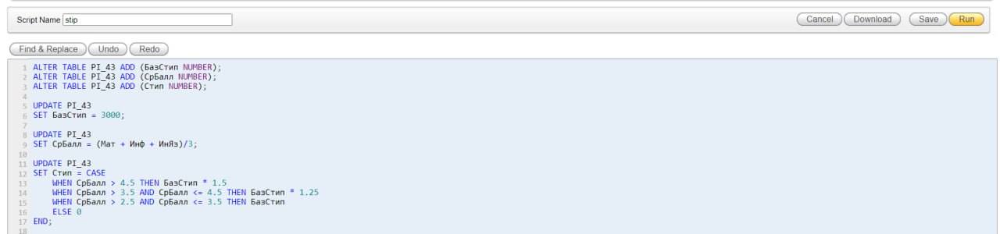 Script Name stip Cancel Download Save Run
Find & Replace Undo Redo
1 ALTER TABLE PI_43 ADD (БазСтип NUMBER);
2 ALTER TABLE PI_43 ADD (СрБалл NUMBER);
3 ALTER TABLE PI_43 ADD (Стип NUMBER);
4
5 UPDATE PI_43
6 SET БазСтип = 3000;
7
8 UPDATE PI_43
9 SET СрБалл = (Мат + Инф + ИнЯз)/3;
10
11 UPDATE PI_43
12 SET Стип = CASE
13 WHEN СрБалл > 4.5 THEN БазСтип * 1.5
14 WHEN СрБалл > 3.5 AND СрБалл <= 4.5 THEN БазСтип * 1.25
15 WHEN СрБалл > 2.5 AND СрБалл <= 3.5 THEN БазСтип
16 ELSE 0
17 END;
18